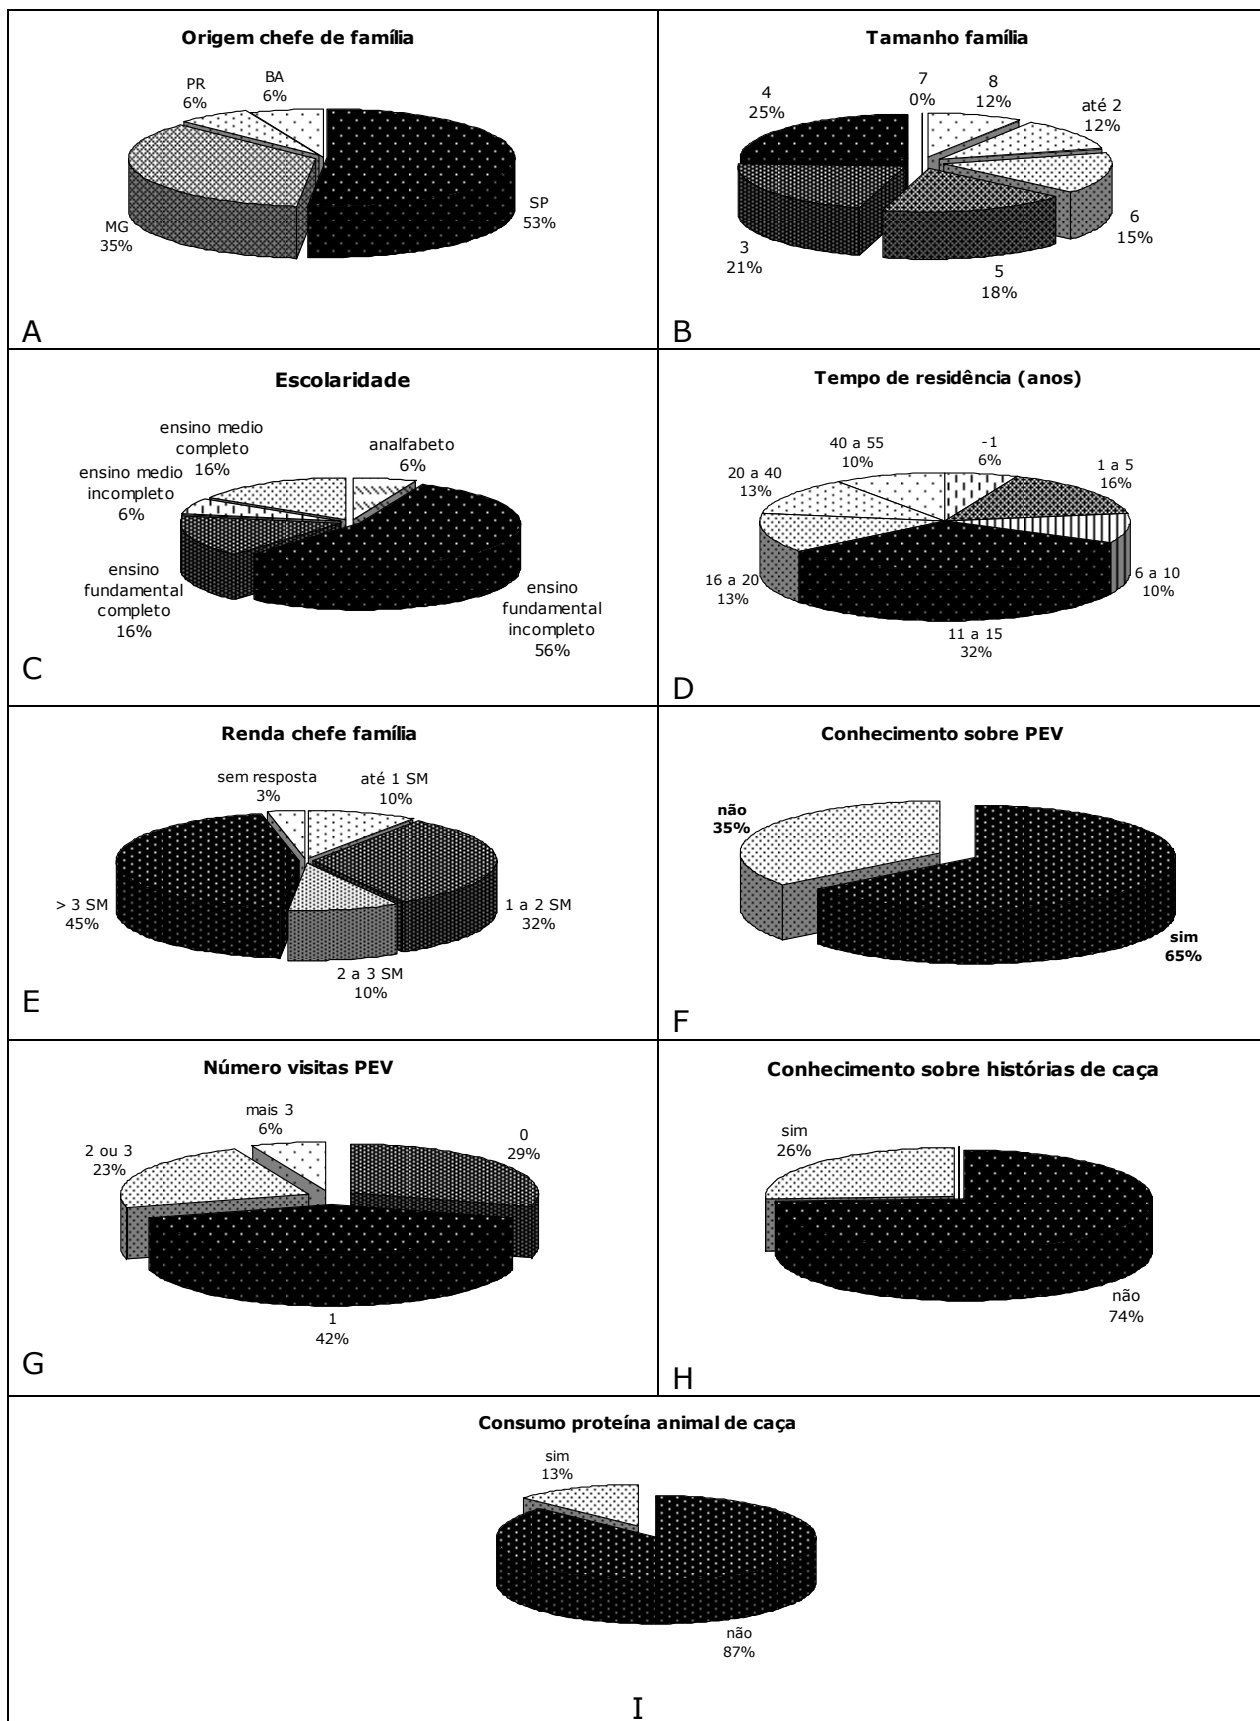 Origem chefe de família
PR
6%
BA
6%
SP
53%
MG
35%
A
Tamanho família
7
0%
8
12%
até 2
12%
6
15%
5
18%
3
21%
4
25%
B
Escolaridade
ensino medio
completo
16%
analfabeto
6%
ensino medio
incompleto
6%
ensino
fundamental
completo
16%
ensino
fundamental
incompleto
56%
C
Tempo de residência (anos)
40 a 55
10%
-1
6%
1 a 5
16%
20 a 40
13%
6 a 10
10%
16 a 20
13%
11 a 15
32%
D
Renda chefe família
sem resposta
3%
até 1 SM
10%
> 3 SM
45%
1 a 2 SM
32%
2 a 3 SM
10%
E
Conhecimento sobre PEV
não
35%
sim
65%
F
Número visitas PEV
mais 3
6%
0
29%
2 ou 3
23%
1
42%
G
Conhecimento sobre histórias de caça
sim
26%
não
74%
H
Consumo proteína animal de caça
sim
13%
não
87%
I